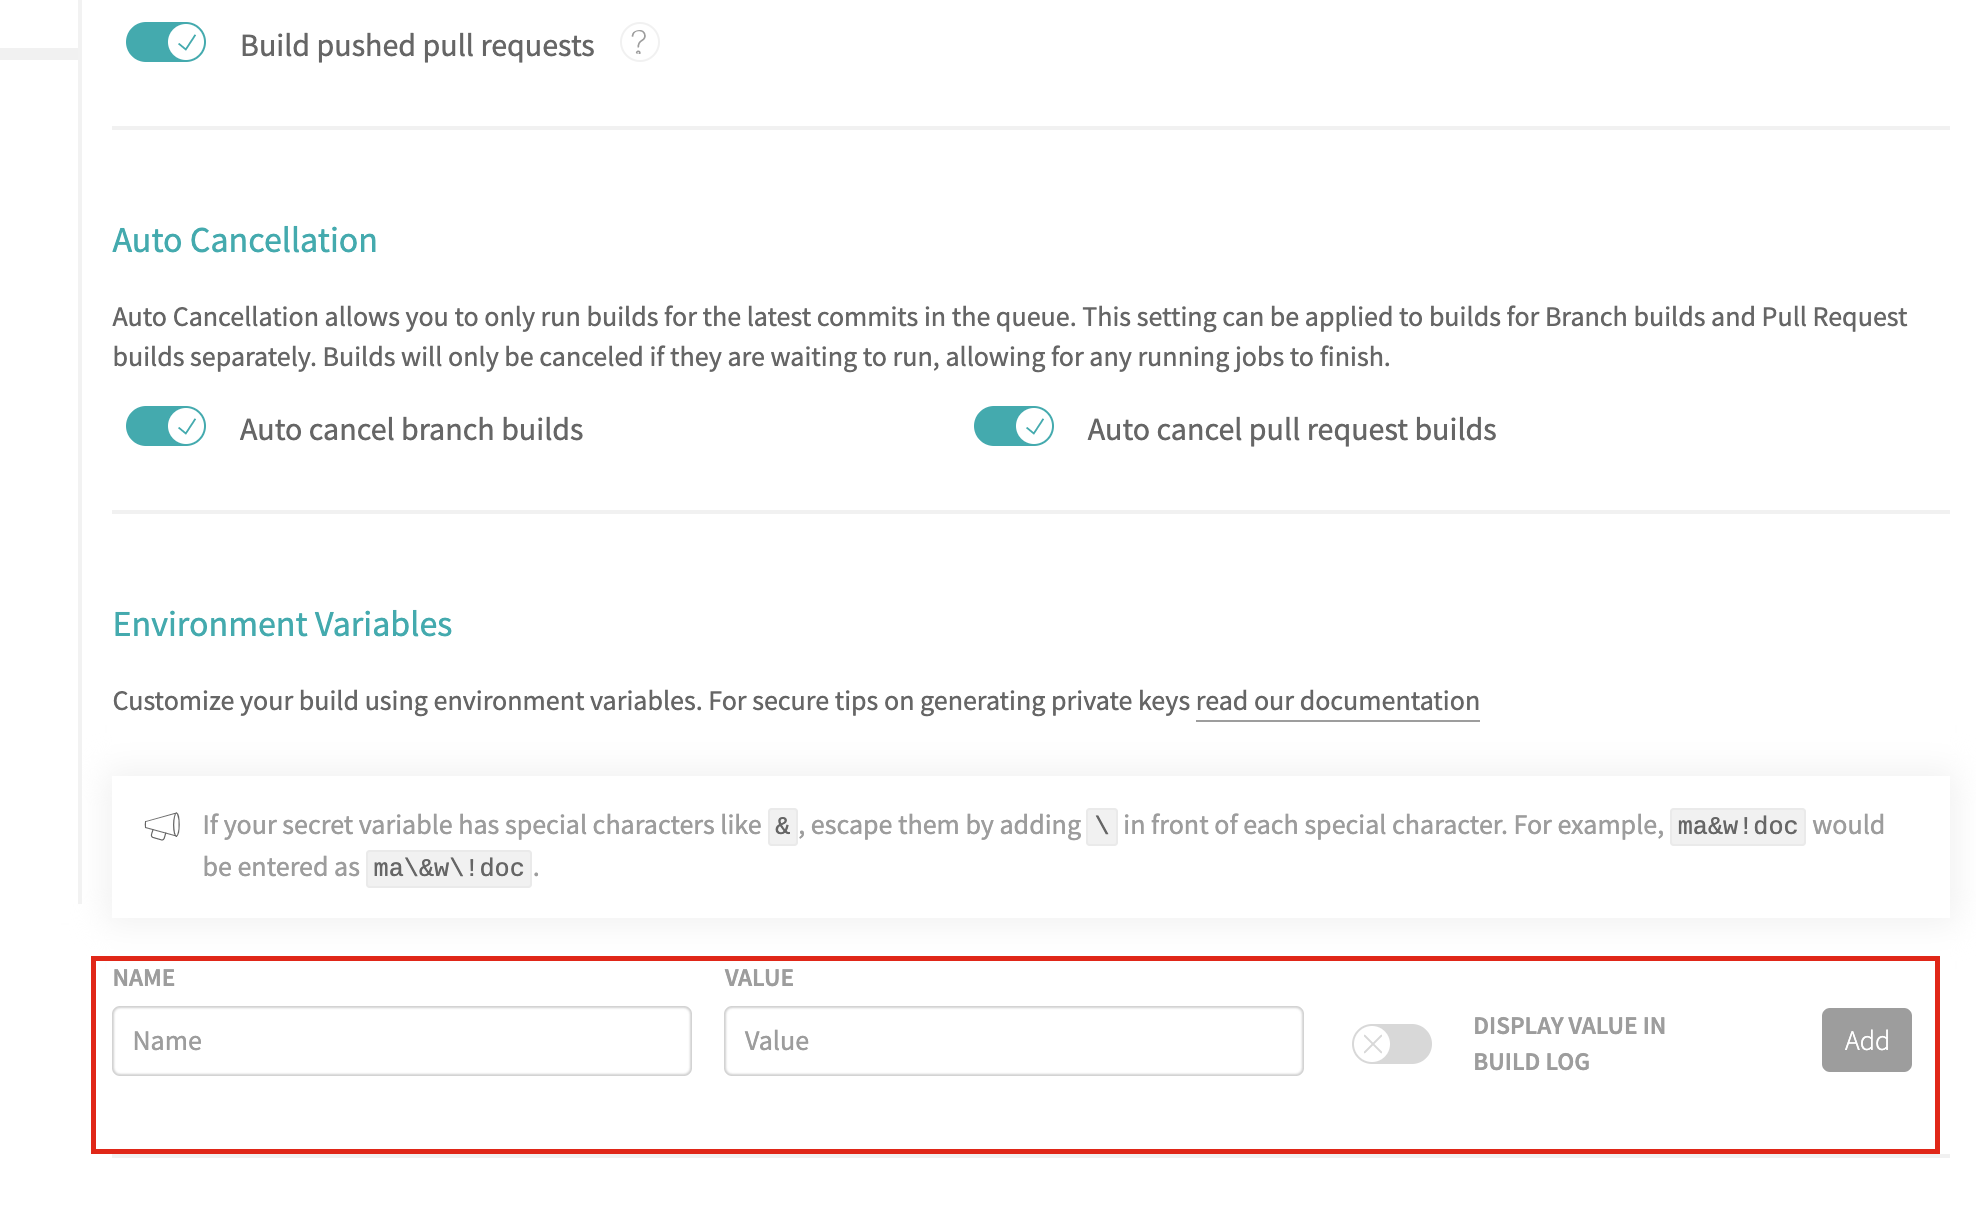 Build pushed pull requests ?
Auto Cancellation
Auto Cancellation allows you to only run builds for the latest commits in the queue. This setting can be applied to builds for Branch builds and Pull Request
builds separately. Builds will only be canceled if they are waiting to run, allowing for any running jobs to finish.
Auto cancel branch builds Auto cancel pull request builds
Environment Variables
Customize your build using environment variables. For secure tips on generating private keys read our documentation
If your secret variable has special characters like &, escape them by adding \ in front of each special character. For example, ma&w!doc would
be entered as ma\&w\!doc.
NAME VALUE
Name Value DISPLAY VALUE IN Add
BUILD LOG